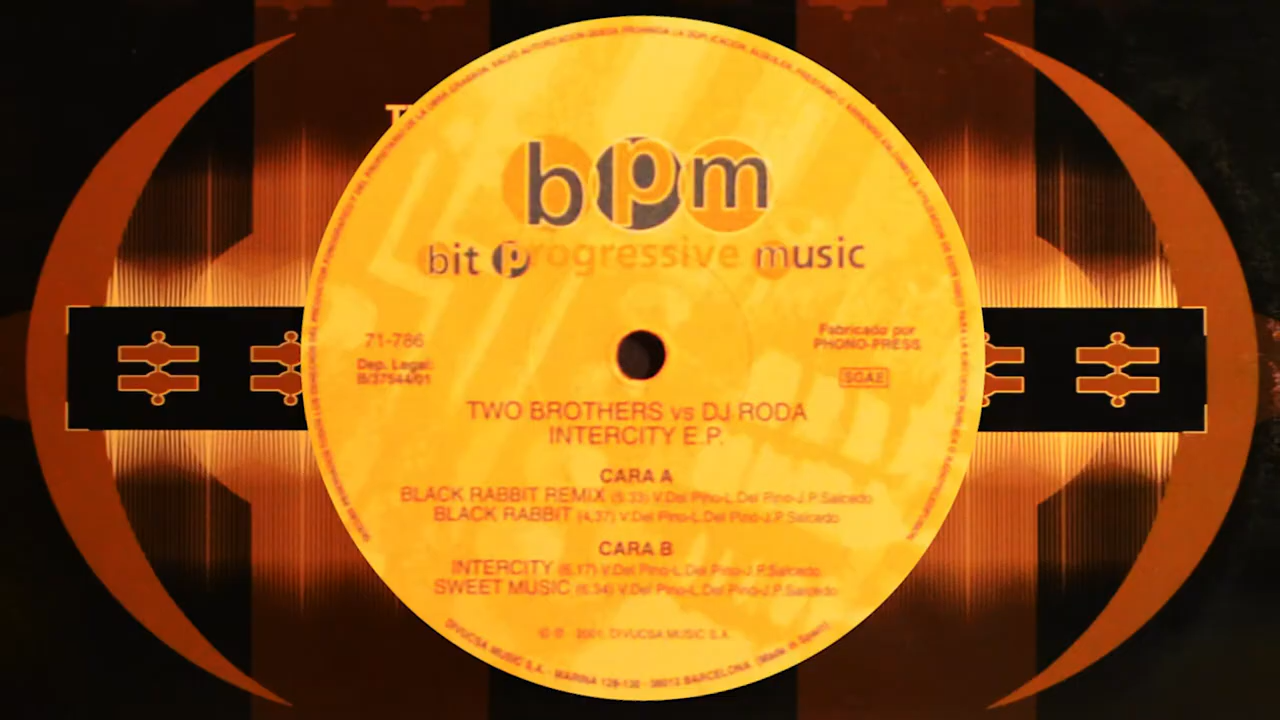 bpm
bit progressive music
71-786
Dep. Legal:
B/37544/01
Fabricado por
PHONO-PRESS
SGAE
TWO BROTHERS vs DJ RODA
INTERCITY E.P.
CARA A
BLACK RABBIT REMIX (6:33) V.Del Pino-L.Del Pino-J.P.Salcedo
BLACK RABBIT (4,37) V.Del Pino-L.Del Pino-J.P.Salcedo
CARA B
INTERCITY (6,17) V.Del Pino-L.Del Pino-J.P.Salcedo
SWEET MUSIC (6,34) V.Del Pino-L.Del Pino-J.P.Salcedo
© ℗ 2001, DIVUCSA MUSIC S.A.
DIVUCSA MUSIC S.A. - MARINA 128-130 - 08013 BARCELONA (Made in Spain)